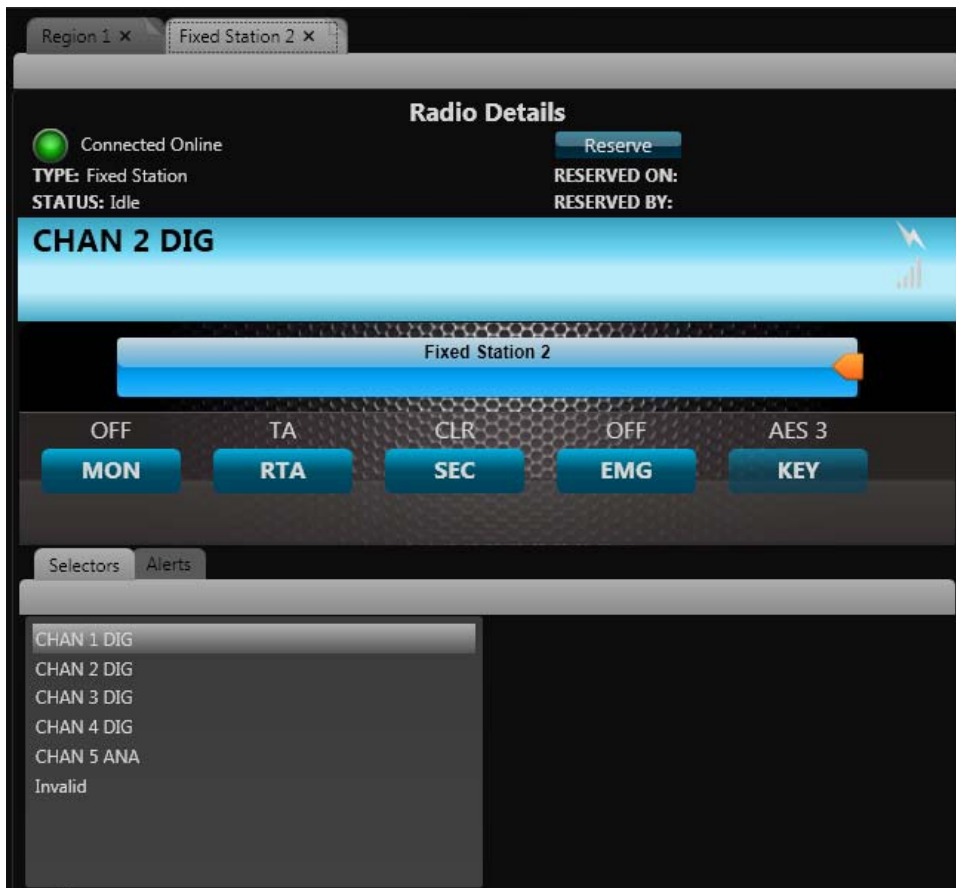 Region 1 × Fixed Station 2 ×
Radio Details
Connected Online Reserve
TYPE: Fixed Station RESERVED ON:
STATUS: Idle RESERVED BY:
CHAN 2 DIG
Fixed Station 2
OFF TA CLR OFF AES 3
MON RTA SEC EMG KEY
Selectors Alerts
CHAN 1 DIG
CHAN 2 DIG
CHAN 3 DIG
CHAN 4 DIG
CHAN 5 ANA
Invalid